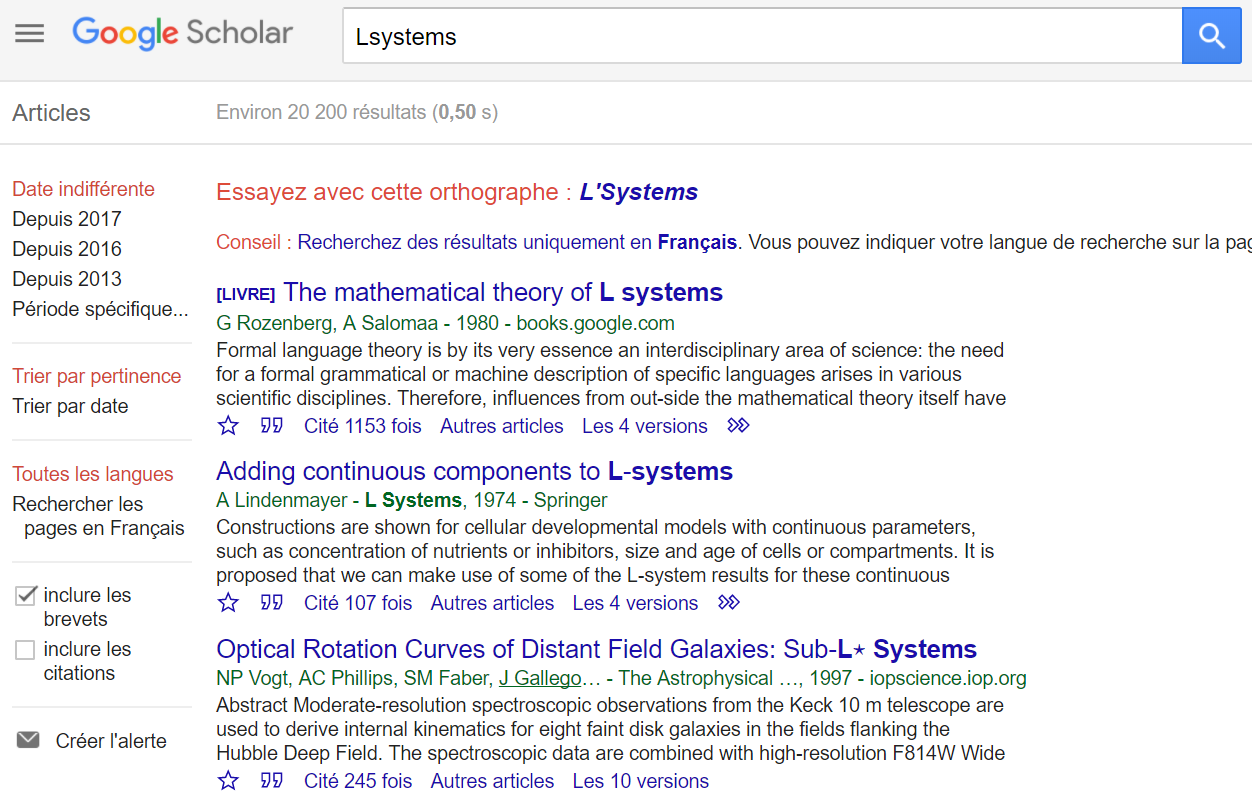 Google Scholar
Lsystems
Articles
Environ 20 200 résultats (0,50 s)
Date indifférente
Depuis 2017
Depuis 2016
Depuis 2013
Période spécifique...
Trier par pertinence
Trier par date
Toutes les langues
Rechercher les
pages en Français
inclure les
brevets
inclure les
citations
Créer l'alerte
Essayez avec cette orthographe : L'Systems
Conseil : Recherchez des résultats uniquement en Français. Vous pouvez indiquer votre langue de recherche sur la pag
[LIVRE] The mathematical theory of L systems
G Rozenberg, A Salomaa - 1980 - books.google.com
Formal language theory is by its very essence an interdisciplinary area of science: the need
for a formal grammatical or machine description of specific languages arises in various
scientific disciplines. Therefore, influences from out-side the mathematical theory itself have
Cité 1153 fois Autres articles Les 4 versions
Adding continuous components to L-systems
A Lindenmayer - L Systems, 1974 - Springer
Constructions are shown for cellular developmental models with continuous parameters,
such as concentration of nutrients or inhibitors, size and age of cells or compartments. It is
proposed that we can make use of some of the L-system results for these continuous
Cité 107 fois Autres articles Les 4 versions
Optical Rotation Curves of Distant Field Galaxies: Sub-L⋆ Systems
NP Vogt, AC Phillips, SM Faber, J Gallego… - The Astrophysical …, 1997 - iopscience.iop.org
Abstract Moderate-resolution spectroscopic observations from the Keck 10 m telescope are
used to derive internal kinematics for eight faint disk galaxies in the fields flanking the
Hubble Deep Field. The spectroscopic data are combined with high-resolution F814W Wide
Cité 245 fois Autres articles Les 10 versions